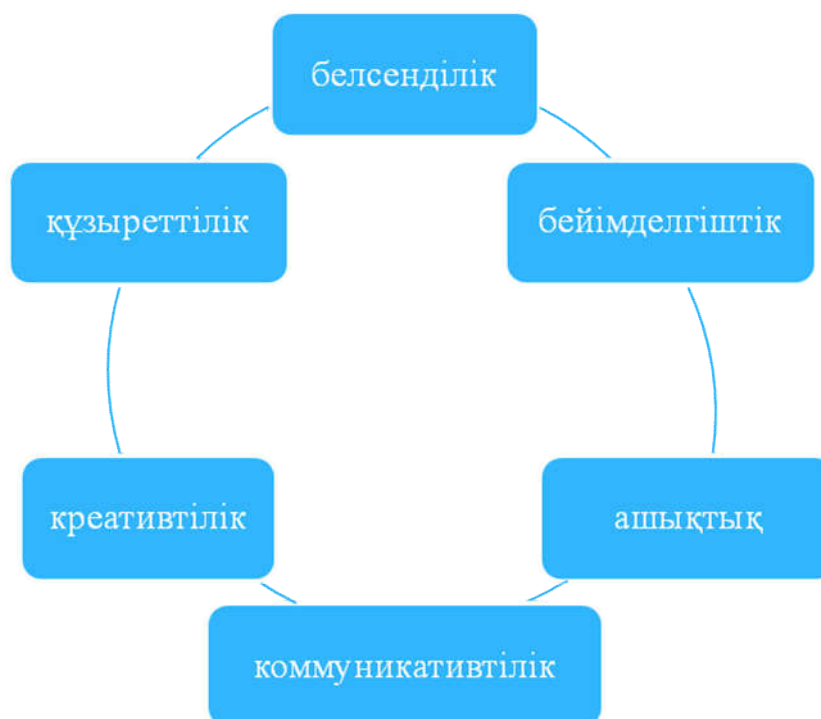 белсенділік
бейімделгіштік
ашықтық
коммуникативтілік
креативтілік
құзыреттілік